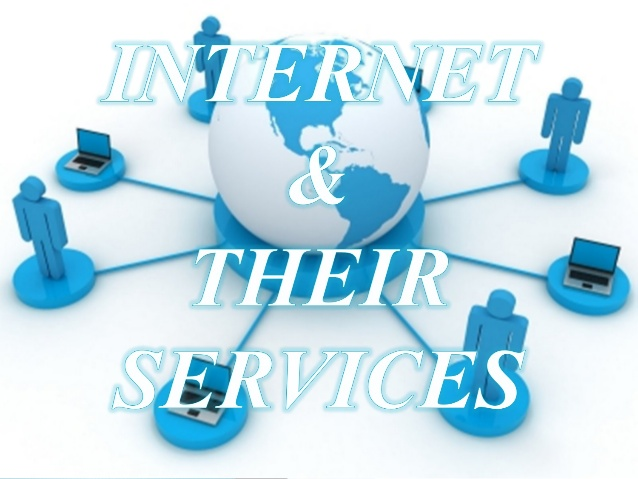 INTERNET
&
THEIR
SERVICES